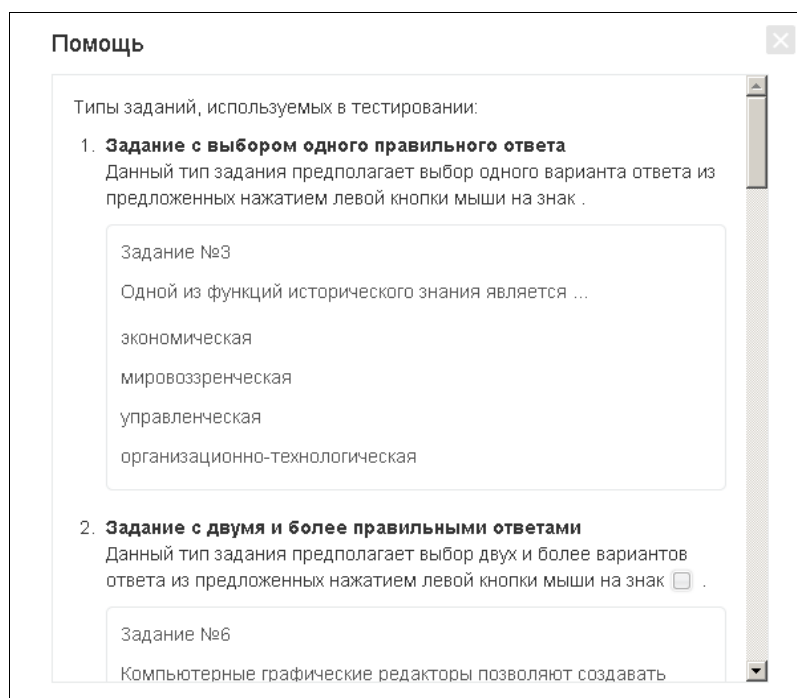 Помощь
Типы заданий, используемых в тестировании:
1. Задание с выбором одного правильного ответа
Данный тип задания предполагает выбор одного варианта ответа из
предложенных нажатием левой кнопки мыши на знак .
Задание №3
Одной из функций исторического знания является ...
экономическая
мировоззренческая
управленческая
организационно-технологическая
2. Задание с двумя и более правильными ответами
Данный тип задания предполагает выбор двух и более вариантов
ответа из предложенных нажатием левой кнопки мыши на знак .
Задание №6
Компьютерные графические редакторы позволяют создавать